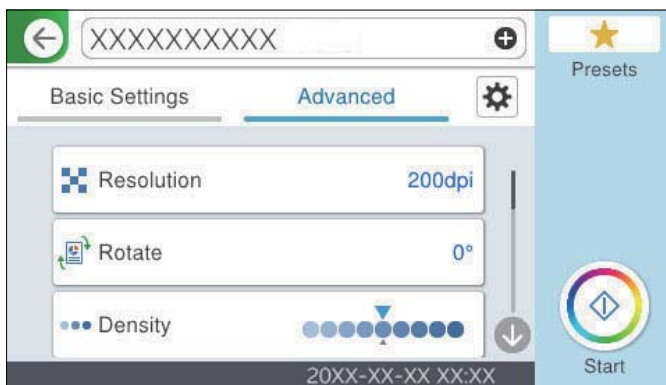 XXXXXXXXXX
Presets
Basic Settings
Advanced
Resolution
200dpi
Rotate
0°
Density
20XX-XX-XX XX:XX
Start